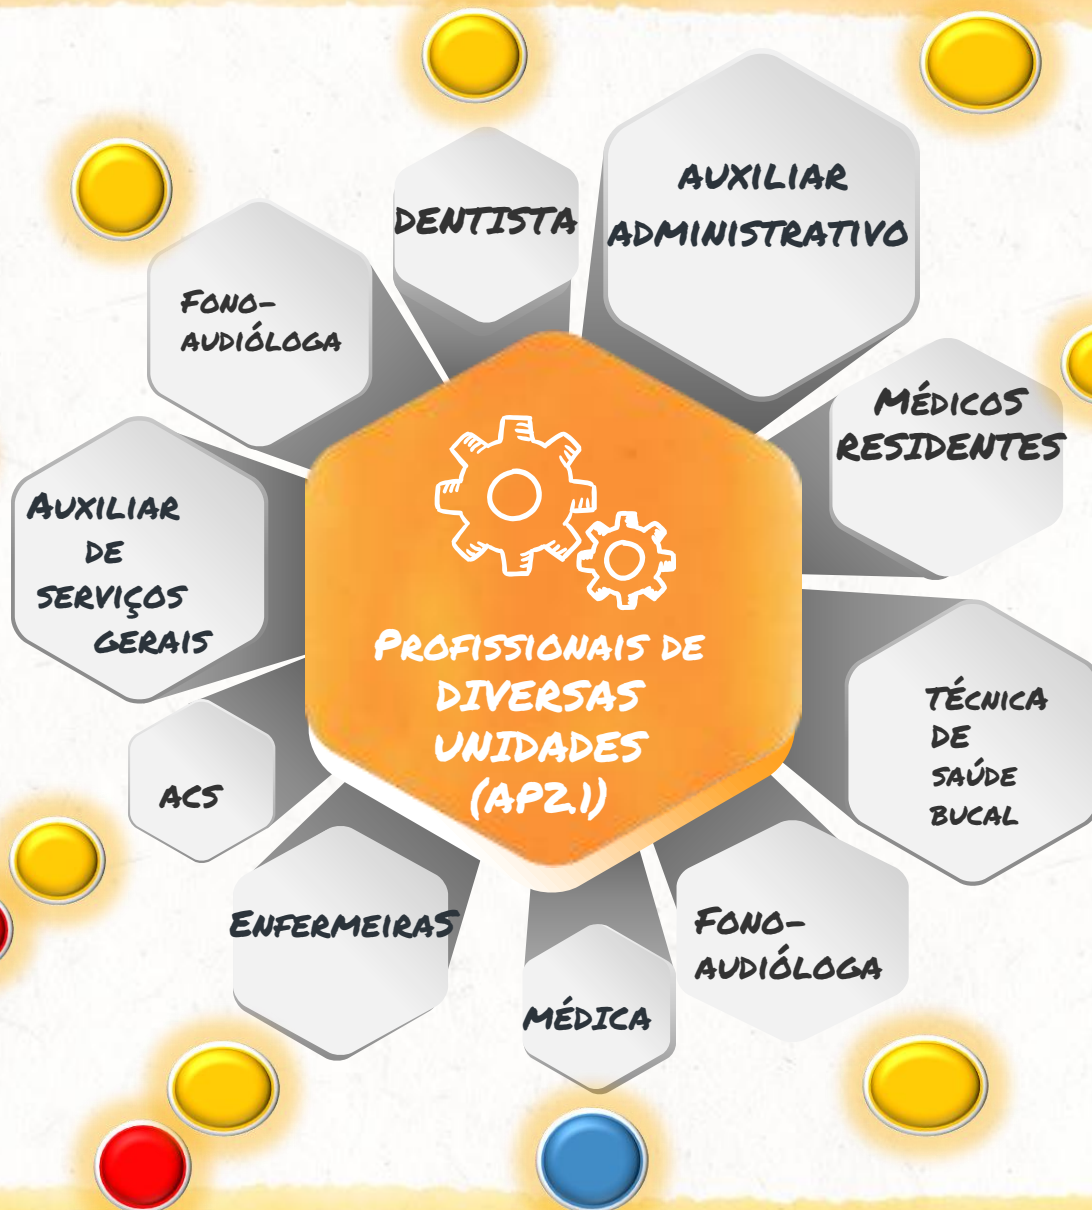 DENTISTA
AUXILIAR
ADMINISTRATIVO
FONO-
AUDIÓLOGA
MÉDICOS
RESIDENTES
AUXILIAR
DE
SERVIÇOS
GERAIS
PROFISSIONAIS DE
DIVERSAS
UNIDADES
(AP2.1)
TÉCNICA
DE
SAÚDE
BUCAL
ACS
ENFERMEIRAS
FONO-
AUDIÓLOGA
MÉDICA